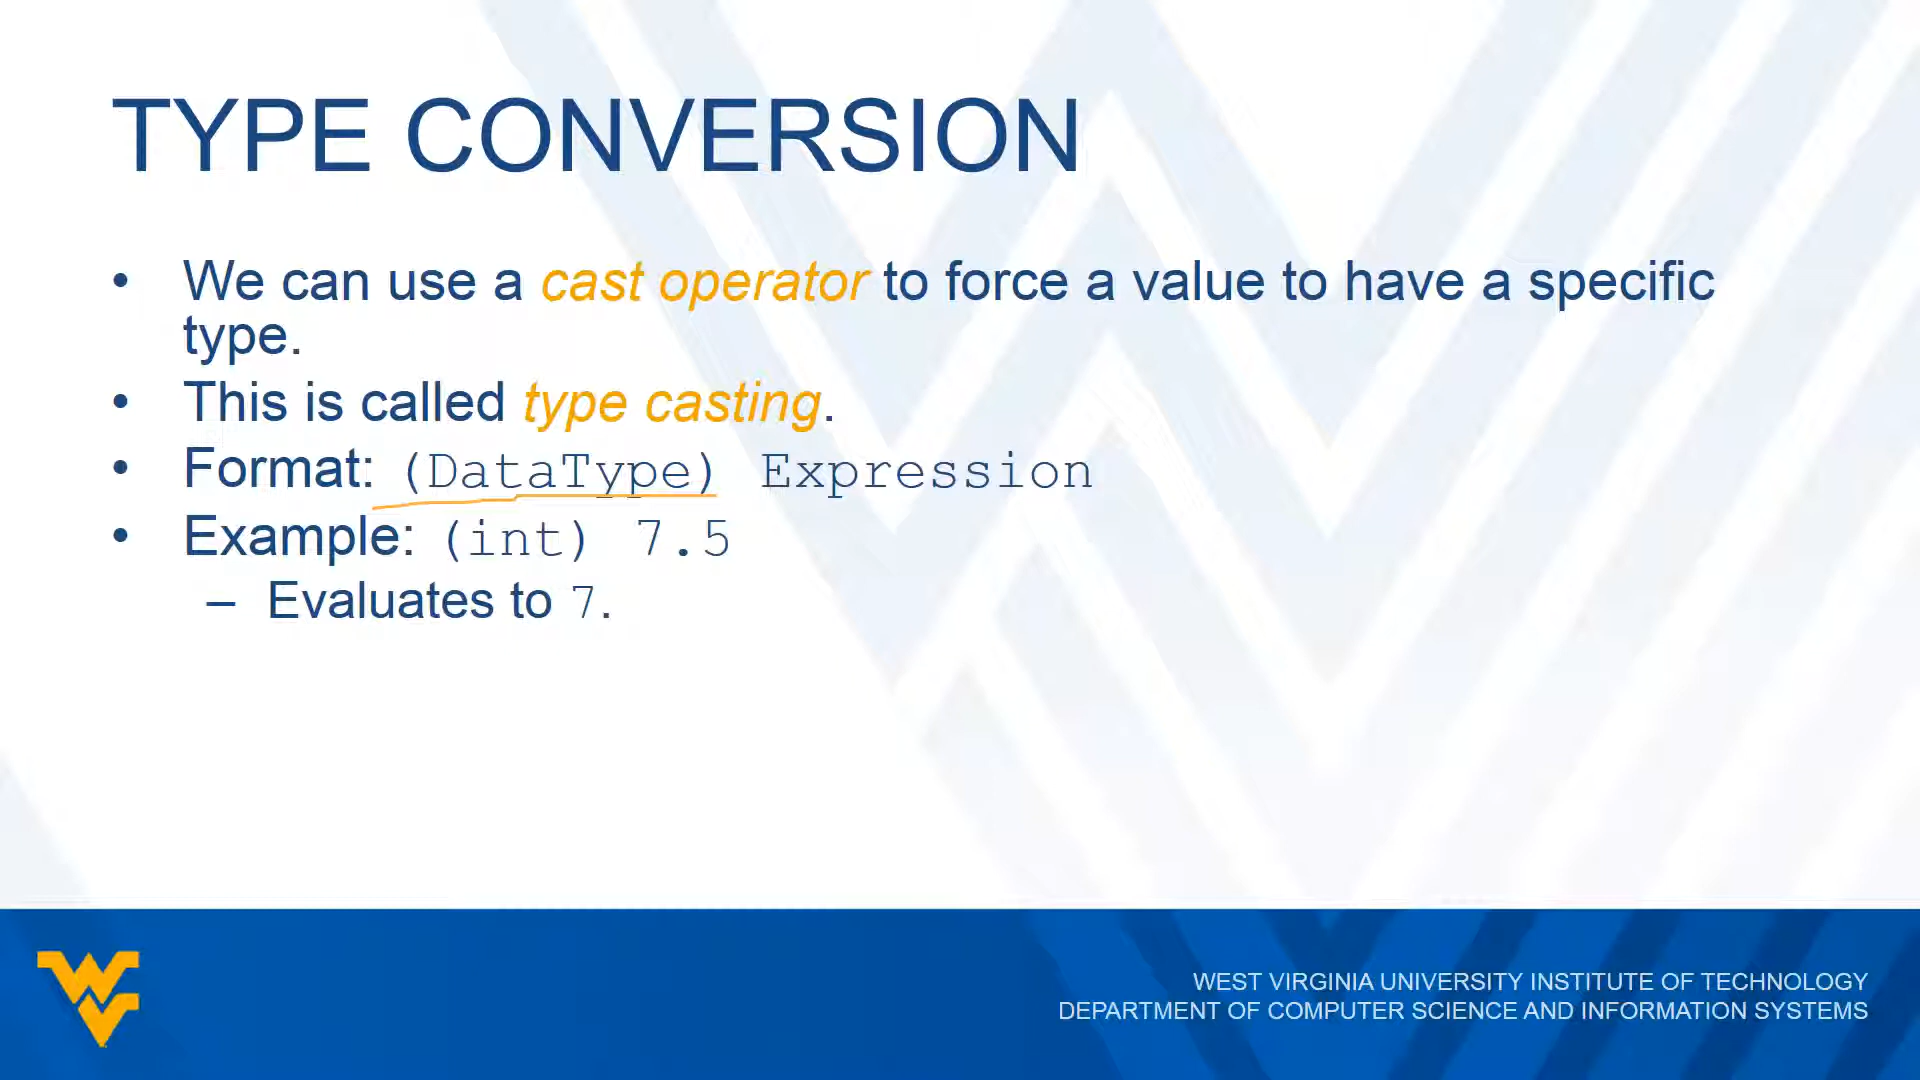 TYPE CONVERSION
• We can use a cast operator to force a value to have a specific
type.
• This is called type casting.
• Format: (DataType) Expression
• Example: (int) 7.5
– Evaluates to 7.
WEST VIRGINIA UNIVERSITY INSTITUTE OF TECHNOLOGY
DEPARTMENT OF COMPUTER SCIENCE AND INFORMATION SYSTEMS